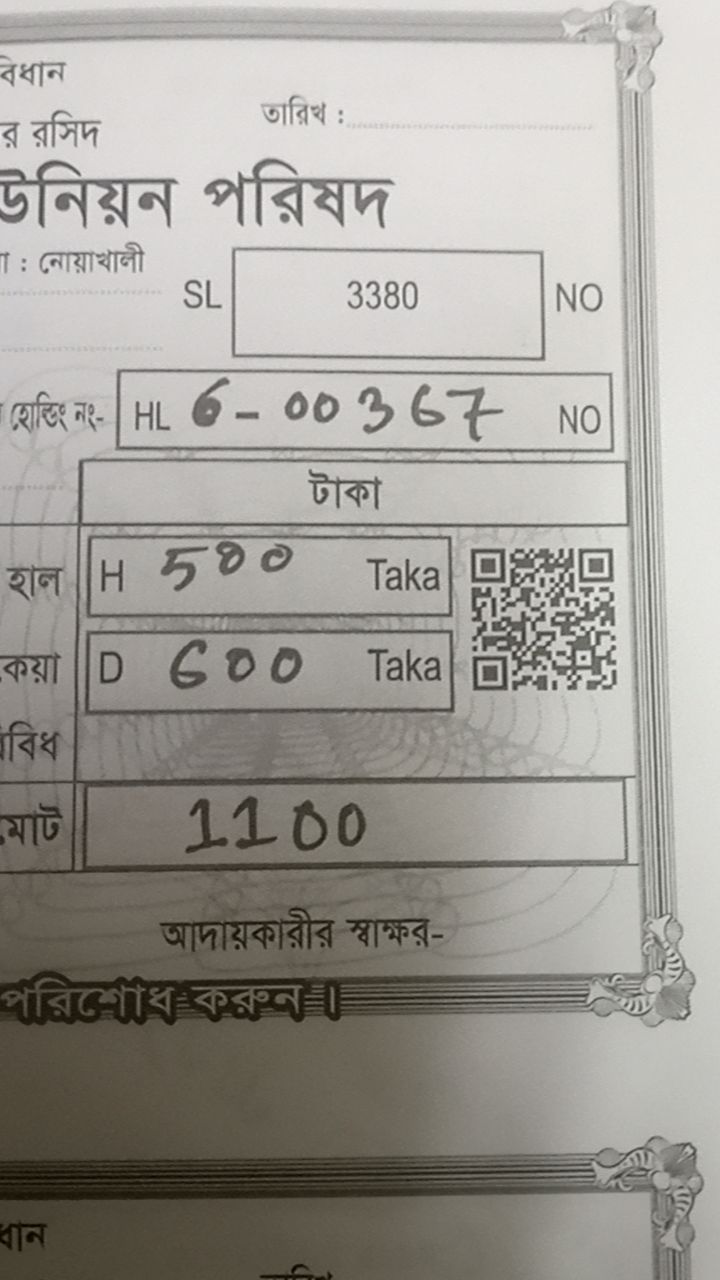 বিধান
র রসিদ
তারিখ :
উনিয়ন পরিষদ
া : নোয়াখালী
SL 3380 NO
হোল্ডিং নং- HL 6-00367 NO
টাকা
হাল H 500 Taka
কেয়া D 600 Taka
বিবিধ
মোট 1100
আদায়কারীর স্বাক্ষর-
পরিশোধ করুন ।
ধান
তারিখ